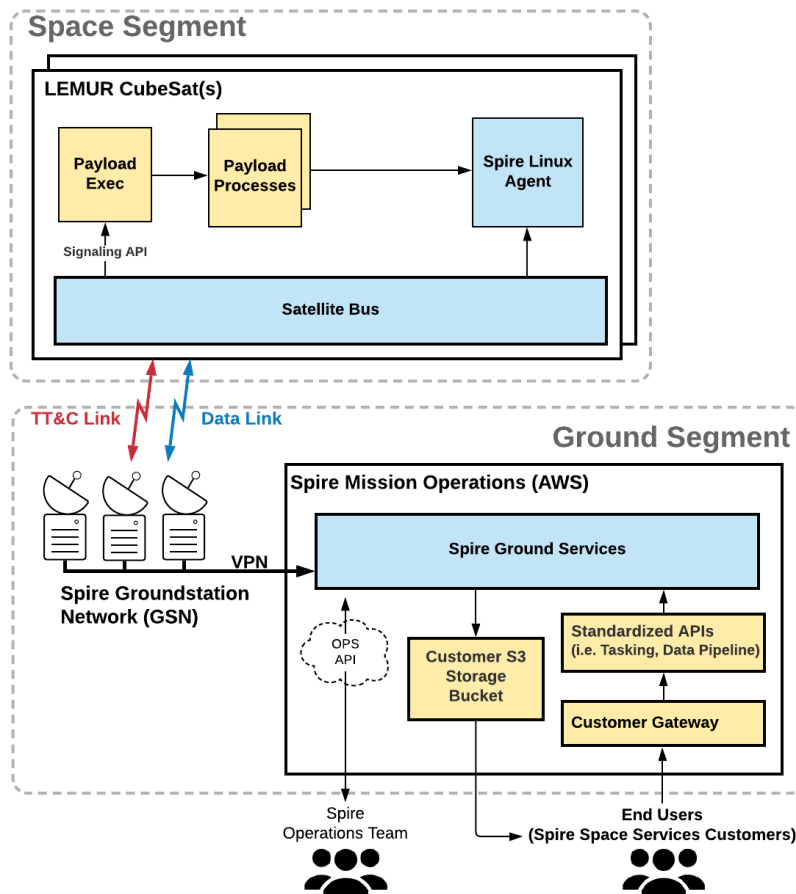 Space Segment
LEMUR CubeSat(s)
Payload
Exec
Payload
Processes
Spire Linux
Agent
Signaling API
Satellite Bus
TT&C Link
Data Link
Ground Segment
Spire Mission Operations (AWS)
Spire Ground Services
VPN
Spire Groundstation
Network (GSN)
OPS
API
Customer S3
Storage
Bucket
Standardized APIs
(i.e. Tasking, Data Pipeline)
Customer Gateway
Spire
Operations Team
End Users
(Spire Space Services Customers)